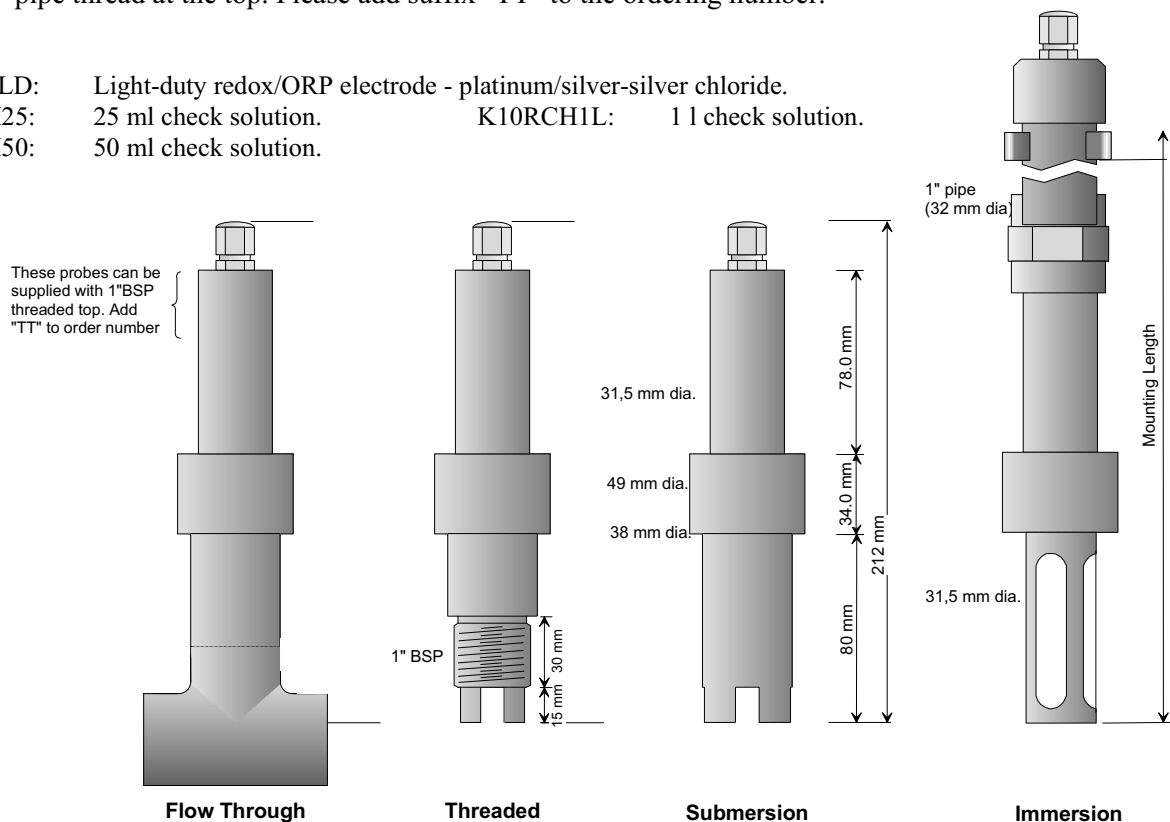 pipe thread at the top. Please add suffix "TT" to the ordering number.
LD: Light-duty redox/ORP electrode - platinum/silver-silver chloride.
25: 25 ml check solution. K10RCH1L: 1 l check solution.
50: 50 ml check solution.
1" pipe
(32 mm dia)
These probes can be
supplied with 1"BSP
threaded top. Add
"TT" to order number
31,5 mm dia.
49 mm dia.
38 mm dia.
78.0 mm
34.0 mm
80 mm
212 mm
Mounting Length
31,5 mm dia.
1" BSP
30 mm
15 mm
Flow Through
Threaded
Submersion
Immersion